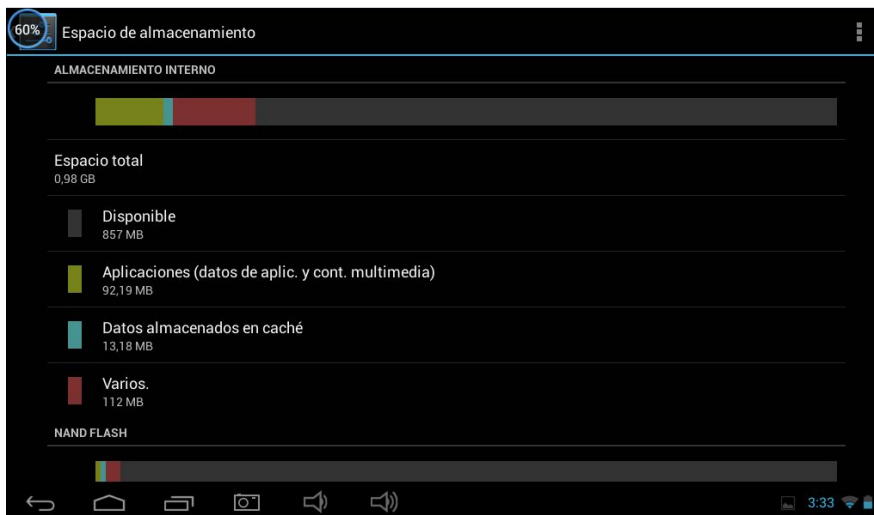 60%
Espacio de almacenamiento
ALMACENAMIENTO INTERNO
Espacio total
0,98 GB
Disponible
857 MB
Aplicaciones (datos de aplic. y cont. multimedia)
92,19 MB
Datos almacenados en caché
13,18 MB
Varios.
112 MB
NAND FLASH
3:33